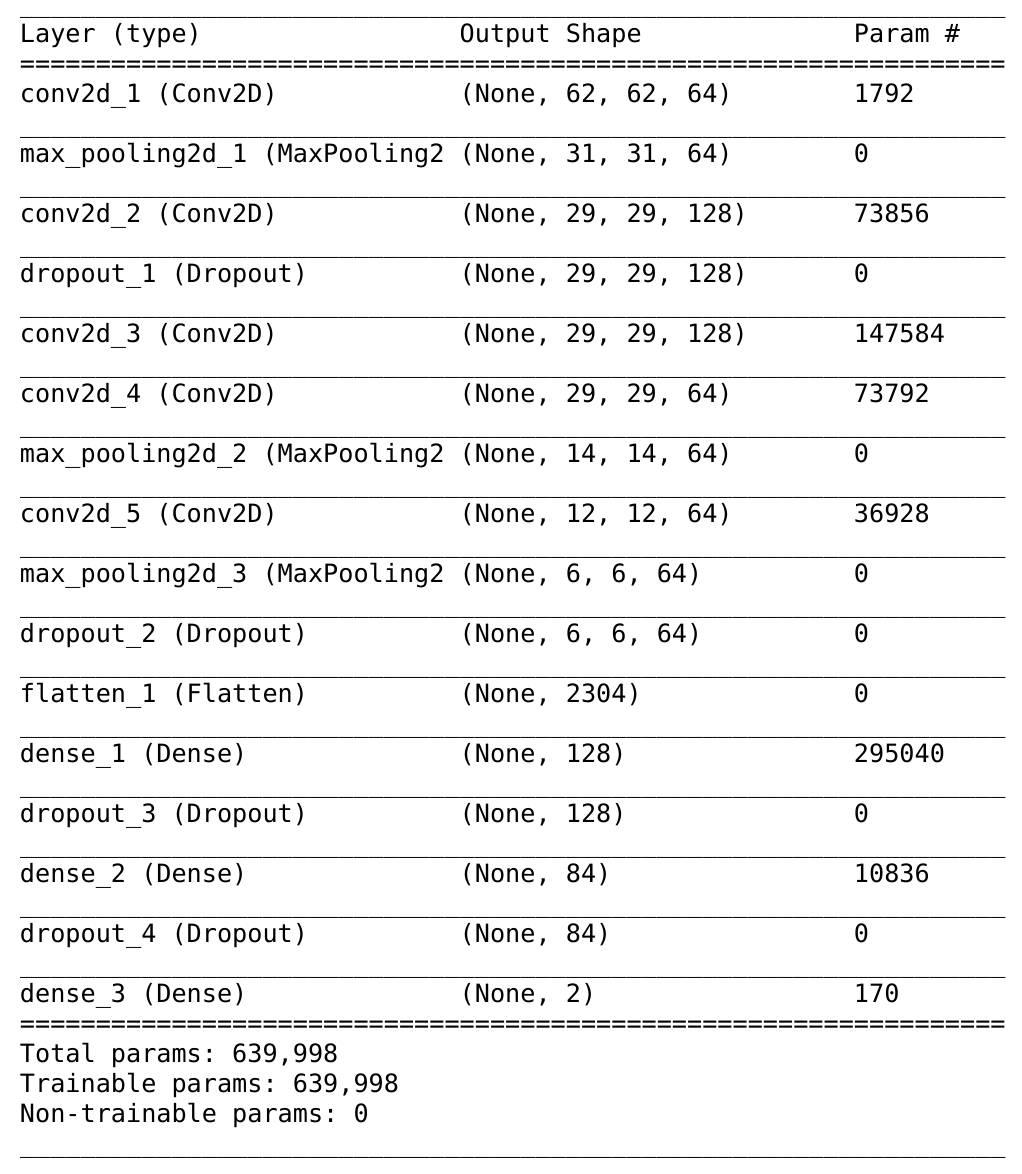 Layer (type) Output Shape Param #
=================================================================
conv2d_1 (Conv2D) (None, 62, 62, 64) 1792
max_pooling2d_1 (MaxPooling2 (None, 31, 31, 64) 0
conv2d_2 (Conv2D) (None, 29, 29, 128) 73856
dropout_1 (Dropout) (None, 29, 29, 128) 0
conv2d_3 (Conv2D) (None, 29, 29, 128) 147584
conv2d_4 (Conv2D) (None, 29, 29, 64) 73792
max_pooling2d_2 (MaxPooling2 (None, 14, 14, 64) 0
conv2d_5 (Conv2D) (None, 12, 12, 64) 36928
max_pooling2d_3 (MaxPooling2 (None, 6, 6, 64) 0
dropout_2 (Dropout) (None, 6, 6, 64) 0
flatten_1 (Flatten) (None, 2304) 0
dense_1 (Dense) (None, 128) 295040
dropout_3 (Dropout) (None, 128) 0
dense_2 (Dense) (None, 84) 10836
dropout_4 (Dropout) (None, 84) 0
dense_3 (Dense) (None, 2) 170
=================================================================
Total params: 639,998
Trainable params: 639,998
Non-trainable params: 0